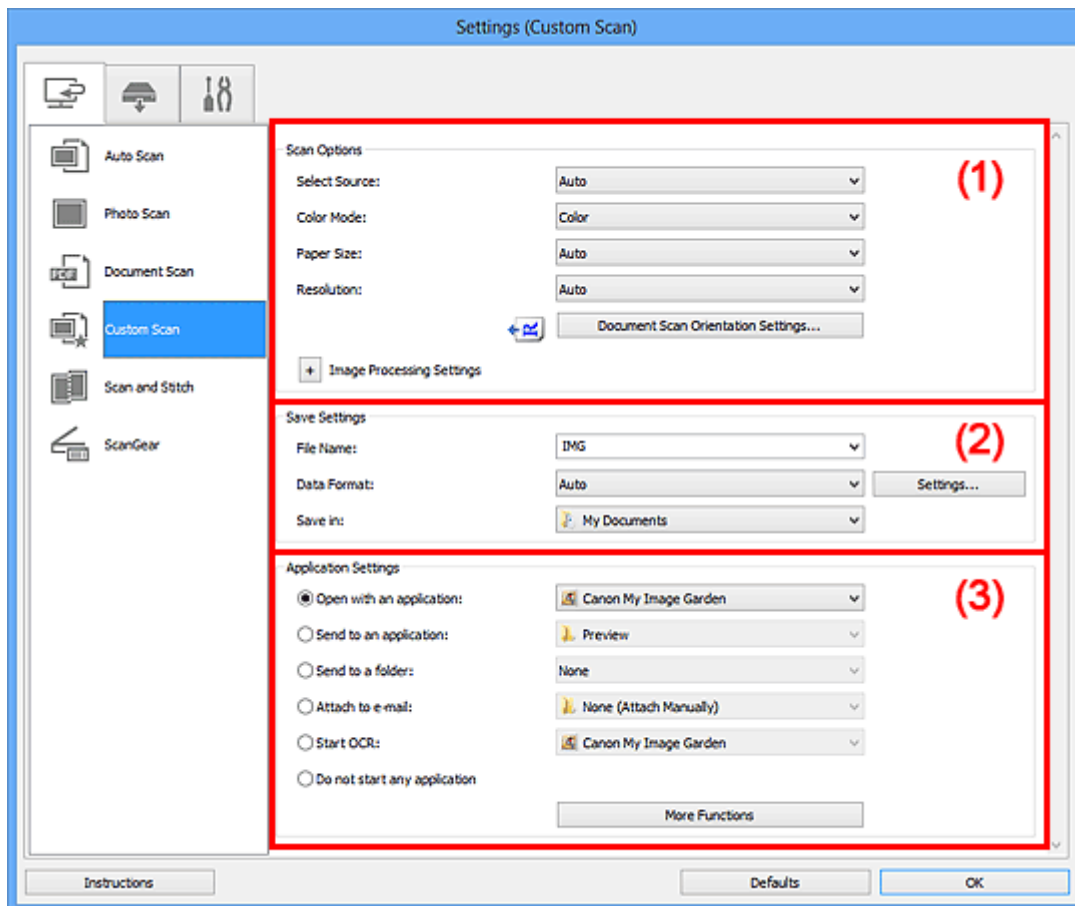 Settings (Custom Scan)
Auto Scan
Photo Scan
PDF
Document Scan
Custom Scan
Scan and Stitch
ScanGear
Scan Options
(1)
Select Source: Auto
Color Mode: Color
Paper Size: Auto
Resolution: Auto
R Document Scan Orientation Settings...
+ Image Processing Settings
Save Settings
(2)
File Name: IMG
Data Format: Auto Settings...
Save in: My Documents
Application Settings
(3)
Open with an application: Canon My Image Garden
Send to an application: Preview
Send to a folder: None
Attach to e-mail: None (Attach Manually)
Start OCR: Canon My Image Garden
Do not start any application
More Functions
Instructions Defaults OK